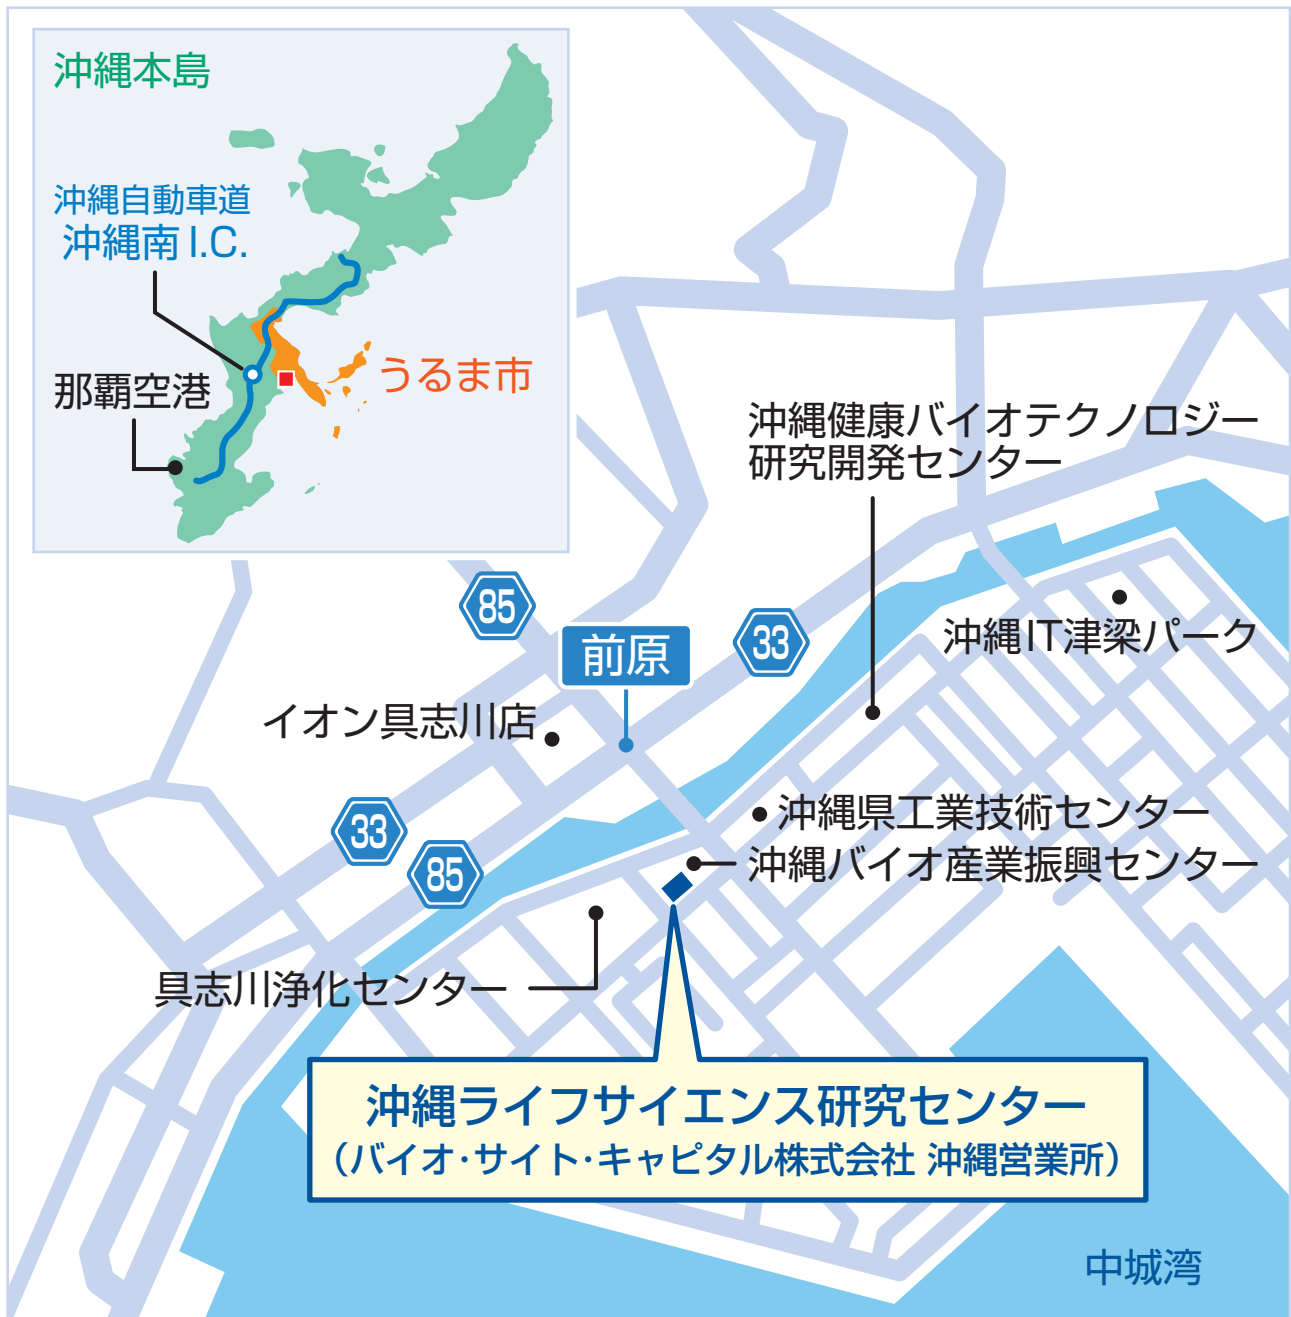 沖縄本島
沖縄自動車道
沖縄南 I.C.
那覇空港
うるま市
沖縄健康バイオテクノロジー
研究開発センター
85
前原
33
沖縄IT津梁パーク
イオン具志川店
33
85
沖縄県工業技術センター
沖縄バイオ産業振興センター
具志川浄化センター
沖縄ライフサイエンス研究センター
（バイオ・サイト・キャピタル株式会社 沖縄営業所）
中城湾